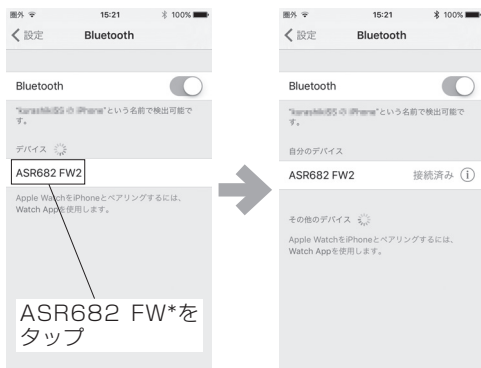 圏外 15:21 100%
設定 Bluetooth
Bluetooth
iPhone"という名前で検出可能で
す。
デバイス
ASR682 FW2
Apple WatchをiPhoneとペアリングするには、
Watch Appを使用します。
ASR682 FW*を
タップ
圏外 15:21 100%
設定 Bluetooth
Bluetooth
iPhone"という名前で検出可能で
す。
自分のデバイス
ASR682 FW2 接続済み i
その他のデバイス
Apple WatchをiPhoneとペアリングするには、
Watch Appを使用します。